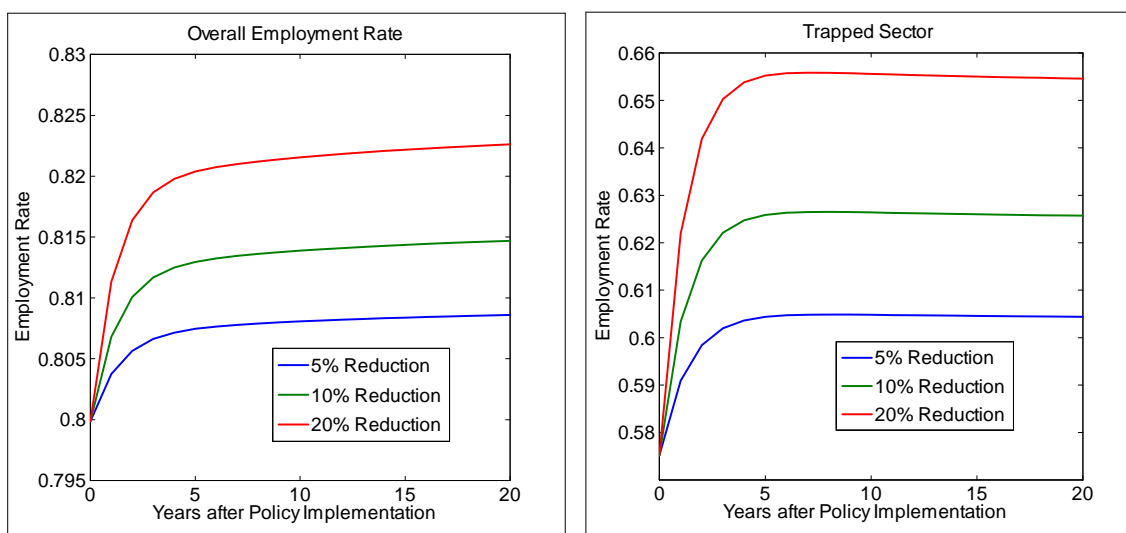 Overall Employment Rate
0.83
0.825
0.82
0.815
0.81
0.805
0.8
0.795
Employment Rate
5% Reduction
10% Reduction
20% Reduction
0 5 10 15 20
Years after Policy Implementation
Trapped Sector
0.66
0.65
0.64
0.63
0.62
0.61
0.6
0.59
0.58
Employment Rate
5% Reduction
10% Reduction
20% Reduction
0 5 10 15 20
Years after Policy Implementation